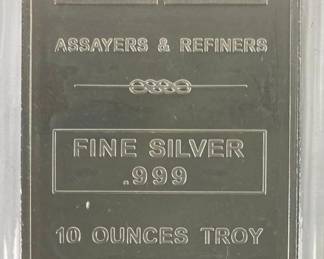 ASSAYERS & REFINERS
FINE SILVER
.999
10 OUNCES TROY